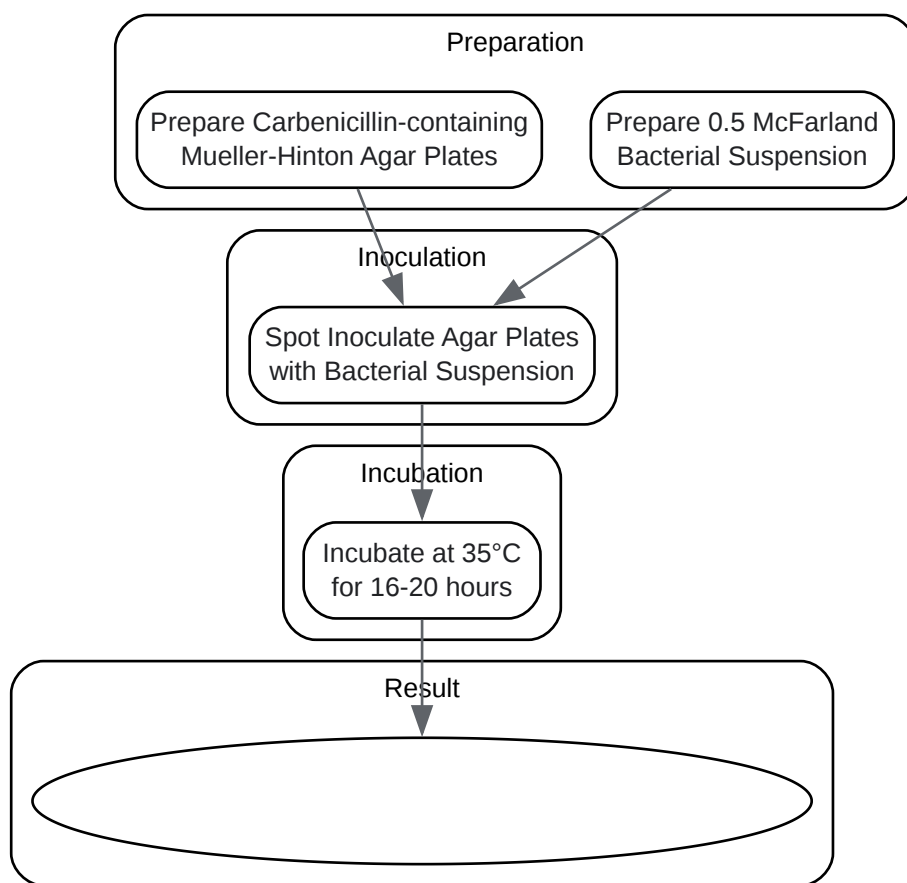 Preparation
Prepare Carbenicillin-containing
Mueller-Hinton Agar Plates
Prepare 0.5 McFarland
Bacterial Suspension
Inoculation
Spot Inoculate Agar Plates
with Bacterial Suspension
Incubation
Incubate at 35°C
for 16-20 hours
Result